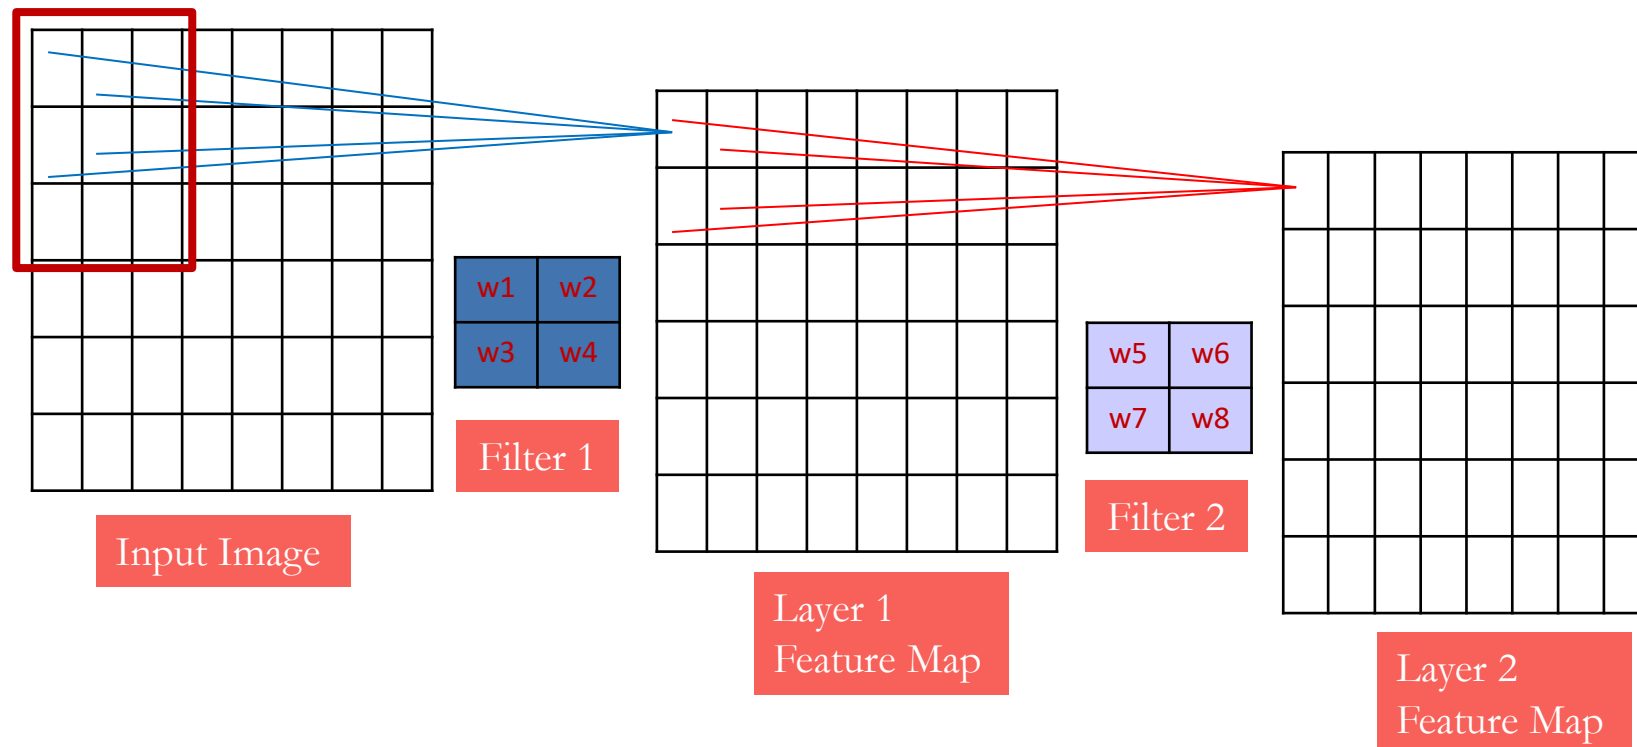 w1 w2
w3 w4
Filter 1
Input Image
w5 w6
w7 w8
Filter 2
Layer 1
Feature Map
Layer 2
Feature Map